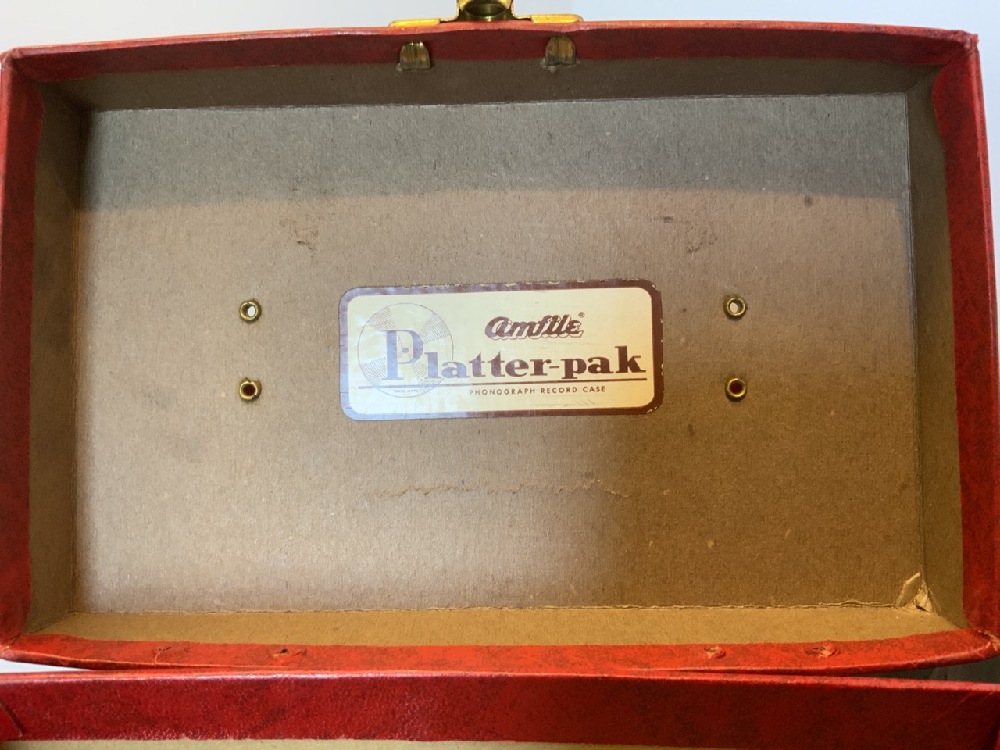 amfile®
Platter-pak
PHONOGRAPH RECORD CASE